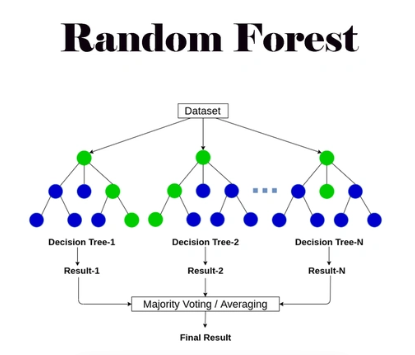 Random Forest
Dataset
Decision Tree-1 Decision Tree-2 Decision Tree-N
Result-1 Result-2 Result-N
Majority Voting / Averaging
Final Result